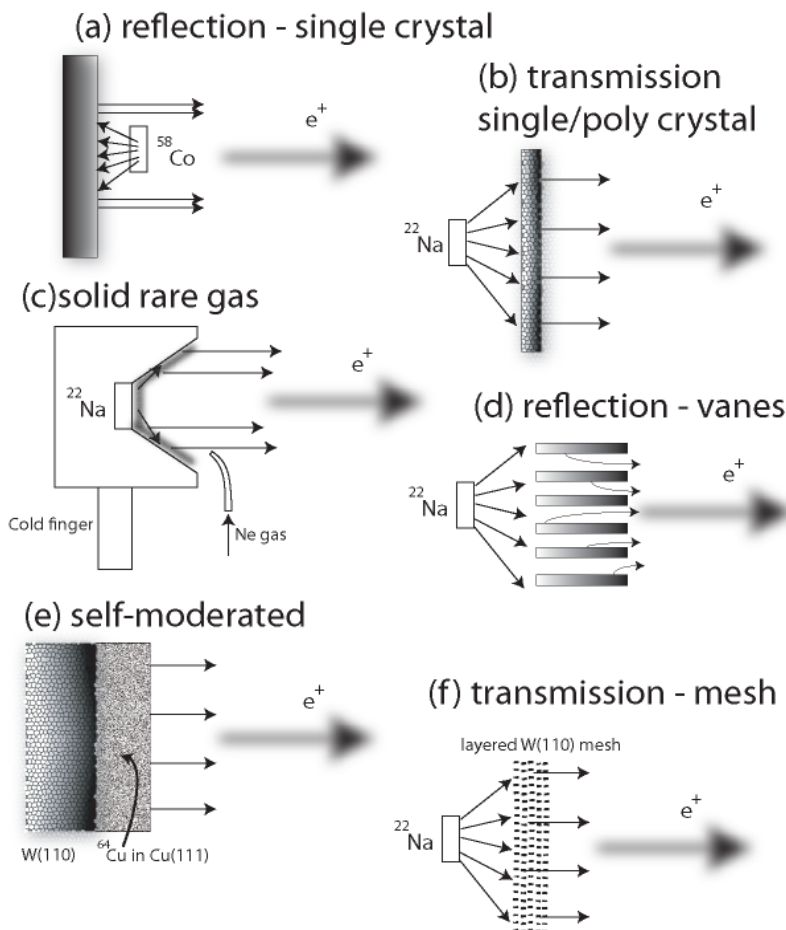 (a) reflection - single crystal
58Co
e+
(b) transmission
single/poly crystal
22Na
e+
(c)solid rare gas
22Na
e+
Cold finger
Ne gas
(d) reflection - vanes
22Na
e+
(e) self-moderated
e+
W(110)
64Cu in Cu(111)
(f) transmission - mesh
layered W(110) mesh
22Na
e+